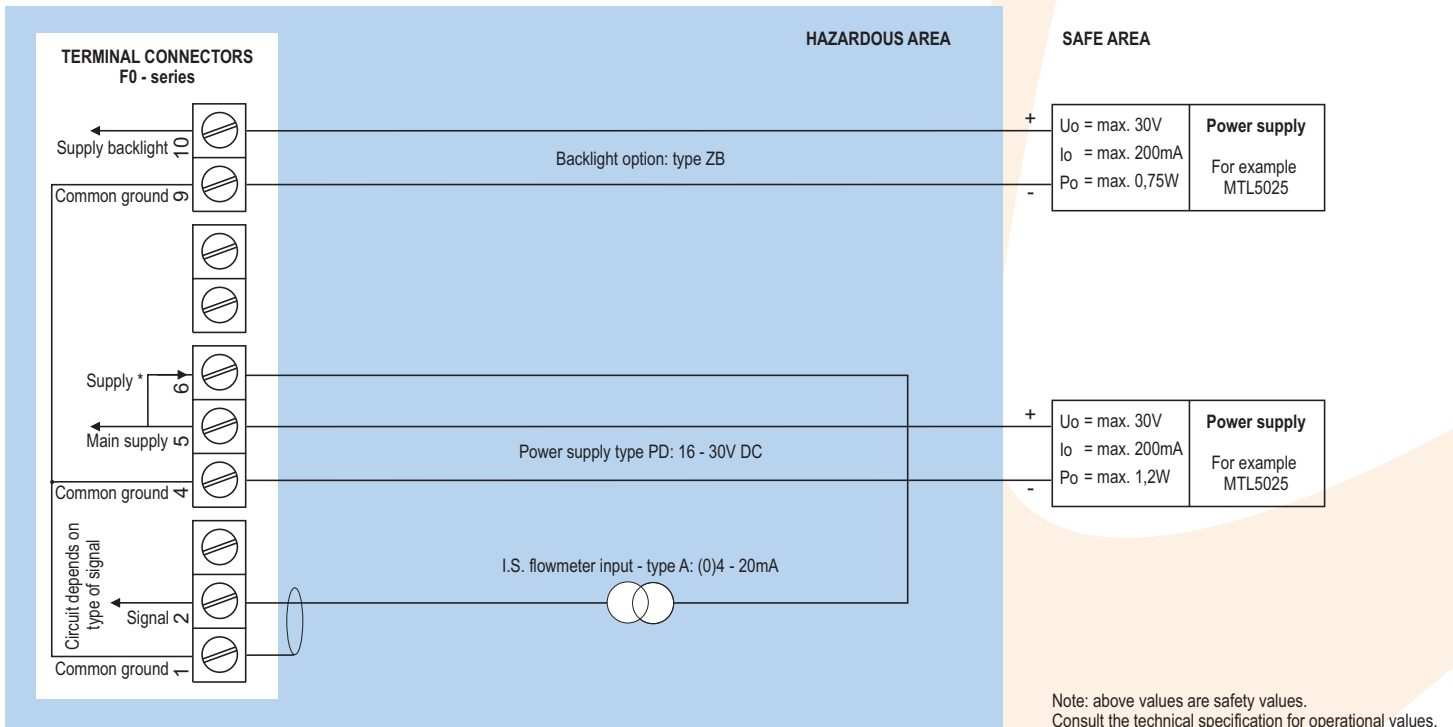 HAZARDOUS AREA
SAFE AREA
TERMINAL CONNECTORS
F0 - series
Supply backlight
10
Common ground
9
Backlight option: type ZB
+
-
Uo = max. 30V
Io = max. 200mA
Po = max. 0,75W
Power supply
For example
MTL5025
Supply *
6
Main supply
5
Common ground
4
Power supply type PD: 16 - 30V DC
+
-
Uo = max. 30V
Io = max. 200mA
Po = max. 1,2W
Power supply
For example
MTL5025
Circuit depends on
type of signal
Signal
2
Common ground
1
I.S. flowmeter input - type A: (0)4 - 20mA
Note: above values are safety values.
Consult the technical specification for operational values.